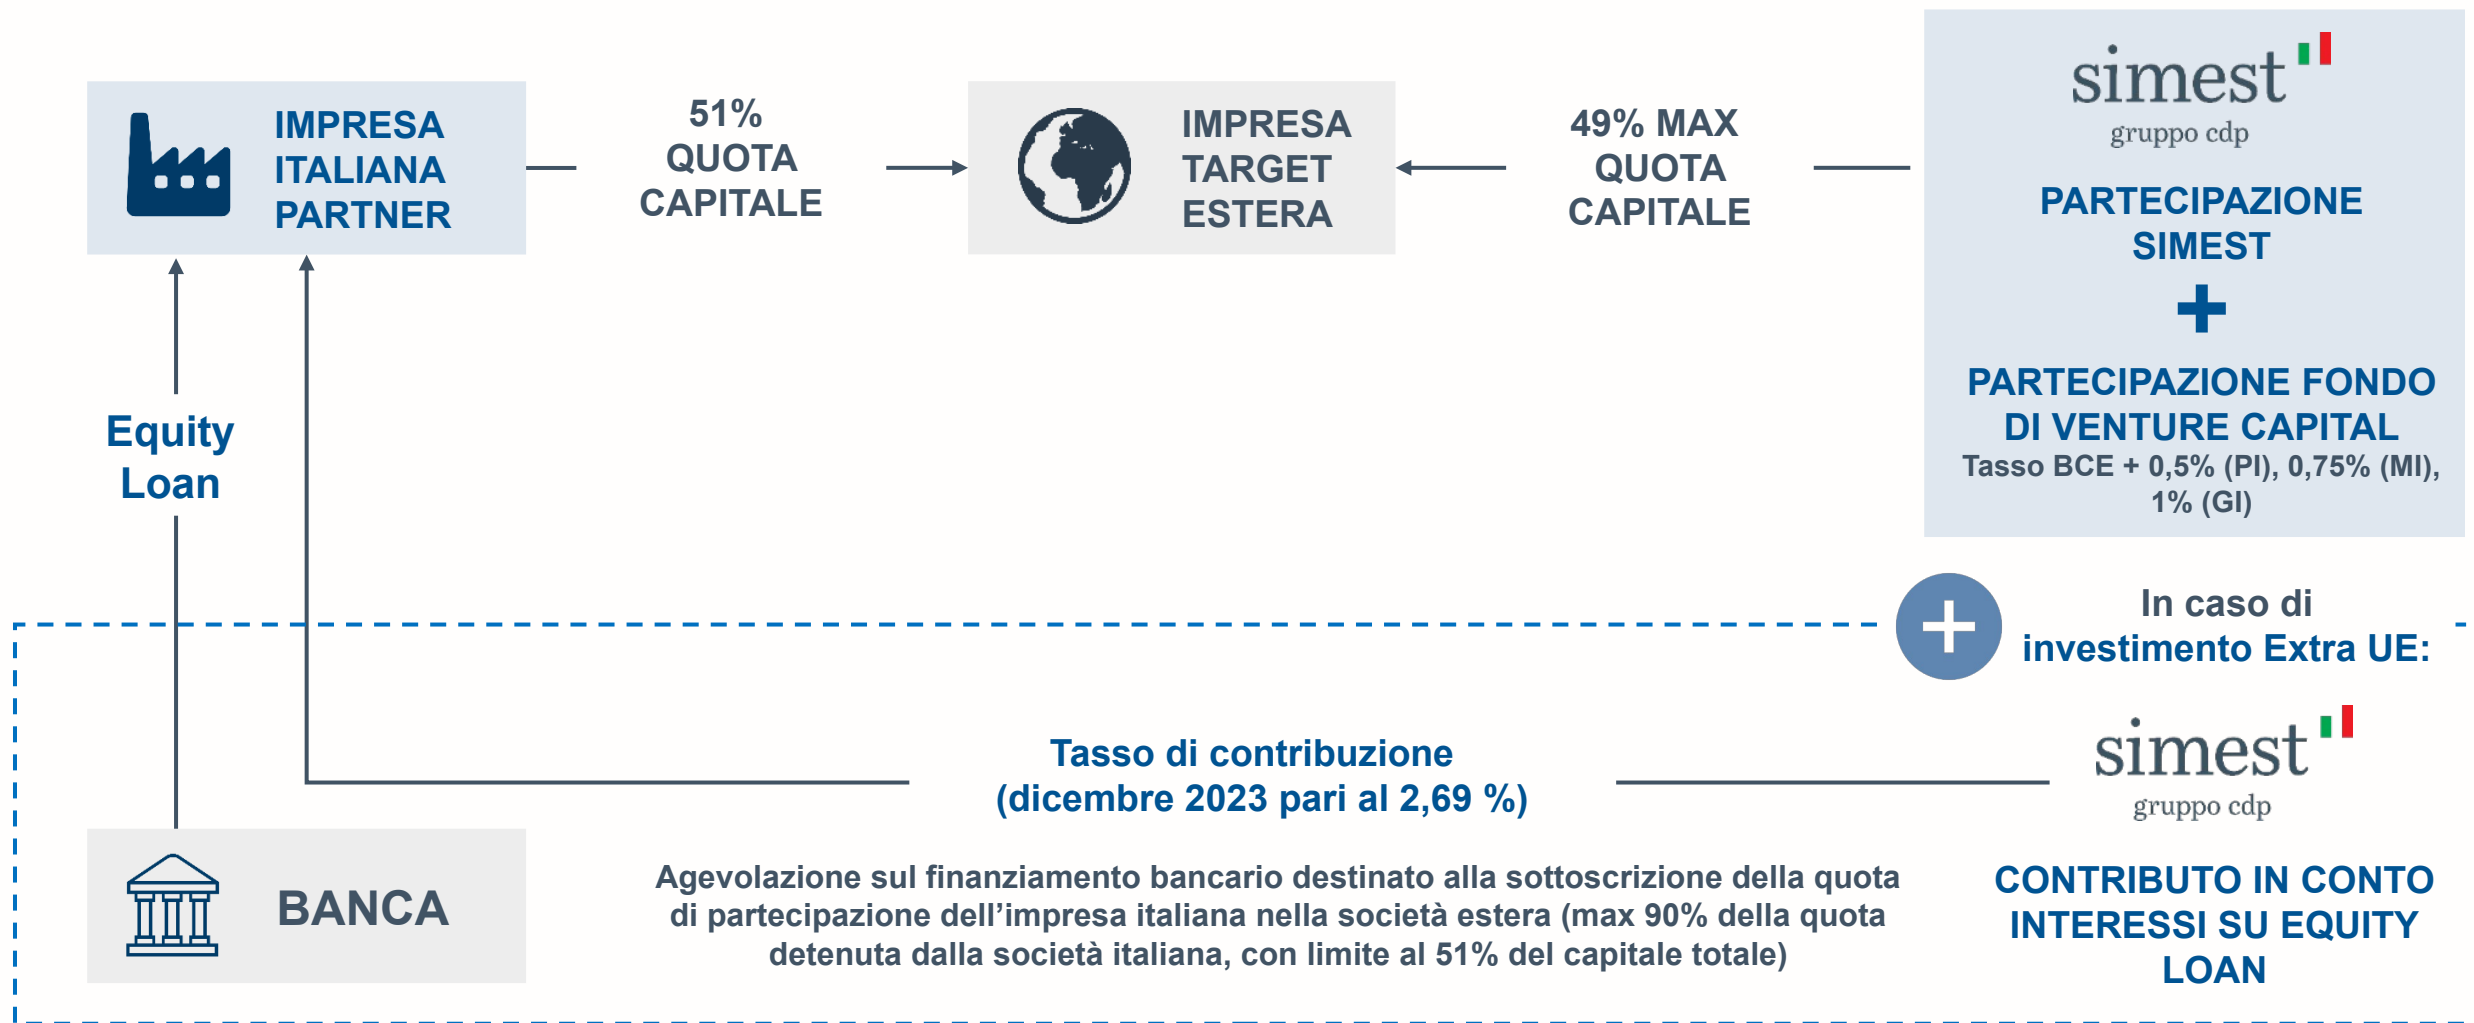 IMPRESA
ITALIANA
PARTNER
51%
QUOTA
CAPITALE
IMPRESA
TARGET
ESTERA
49% MAX
QUOTA
CAPITALE
simest
gruppo cdp
PARTECIPAZIONE
SIMEST
+
PARTECIPAZIONE FONDO
DI VENTURE CAPITAL
Tasso BCE + 0,5% (PI), 0,75% (MI),
1% (GI)
Equity
Loan
+
In caso di
investimento Extra UE:
Tasso di contribuzione
(dicembre 2023 pari al 2,69 %)
simest
gruppo cdp
BANCA
Agevolazione sul finanziamento bancario destinato alla sottoscrizione della quota
di partecipazione dell’impresa italiana nella società estera (max 90% della quota
detenuta dalla società italiana, con limite al 51% del capitale totale)
CONTRIBUTO IN CONTO
INTERESSI SU EQUITY
LOAN